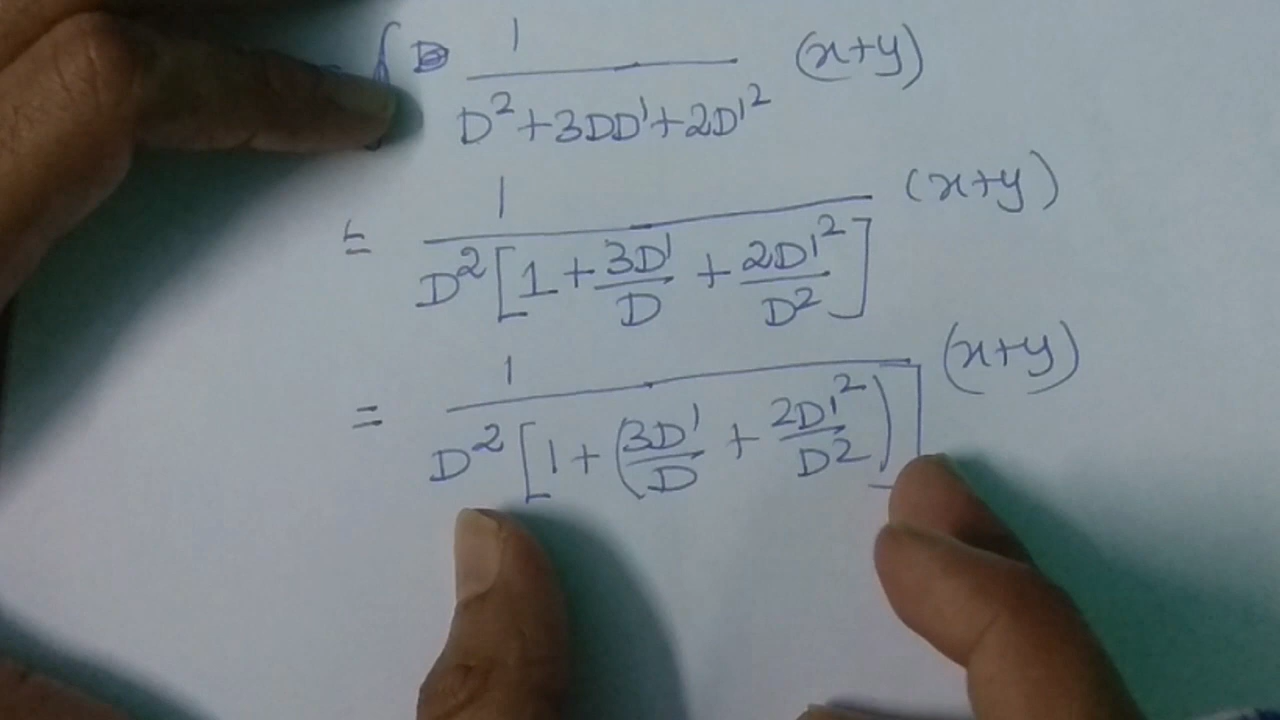 D 1 / D² + 3DD' + 2D'² (x+y)
= 1 / D² [1 + 3D' / D + 2D'² / D²] (x+y)
= 1 / D² [1 + (3D' / D + 2D'² / D²)] (x+y)